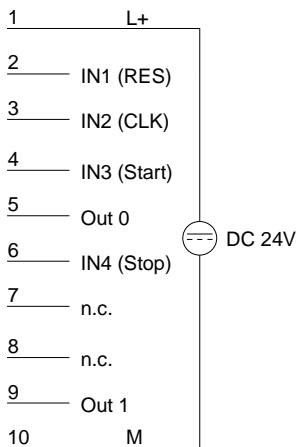 1 L+
2 IN1 (RES)
3 IN2 (CLK)
4 IN3 (Start)
5 Out 0
DC 24V
6 IN4 (Stop)
7 n.c.
8 n.c.
9 Out 1
10 M